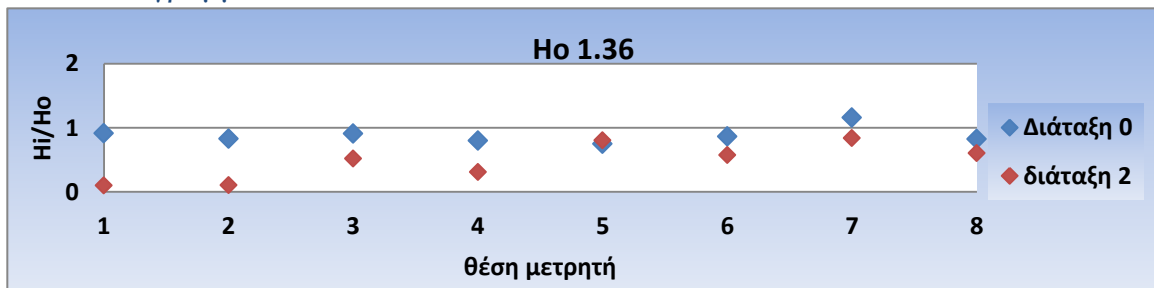 Ho 1.36
2
1
0
Hi/Ho
1 2 3 4 5 6 7 8
θέση μετρητή
Διάταξη 0
διάταξη 2